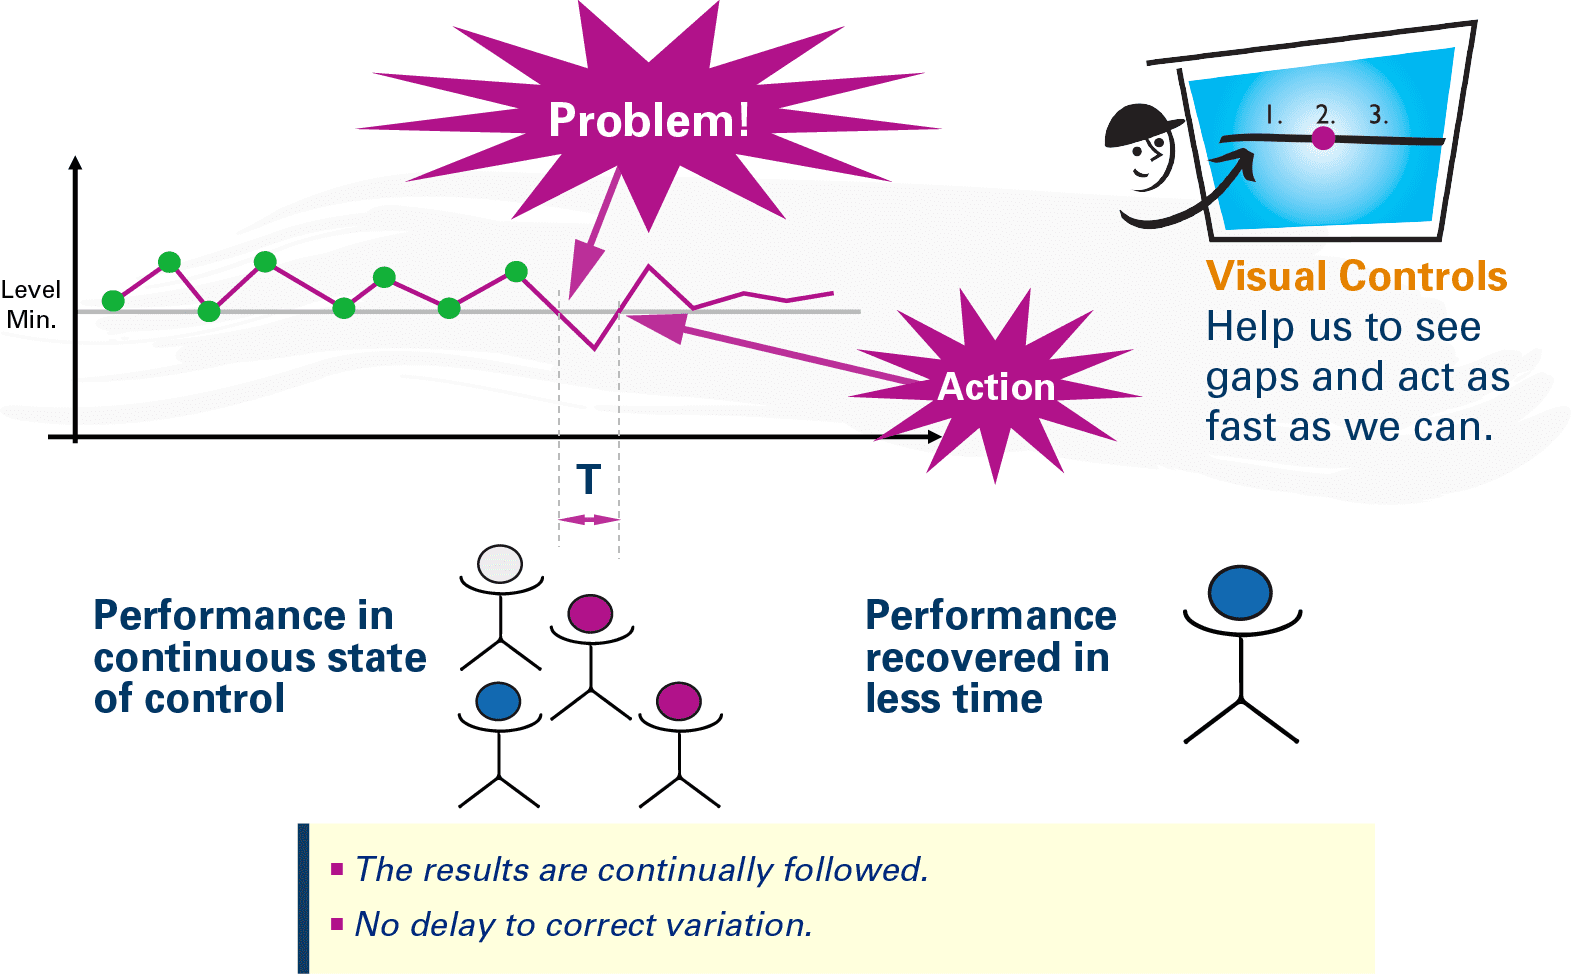 Problem!
1. 2. 3.
Level
Min.
Visual Controls
Help us to see
gaps and act as
fast as we can.
Action
T
Performance in
continuous state
of control
Performance
recovered in
less time
The results are continually followed.
No delay to correct variation.